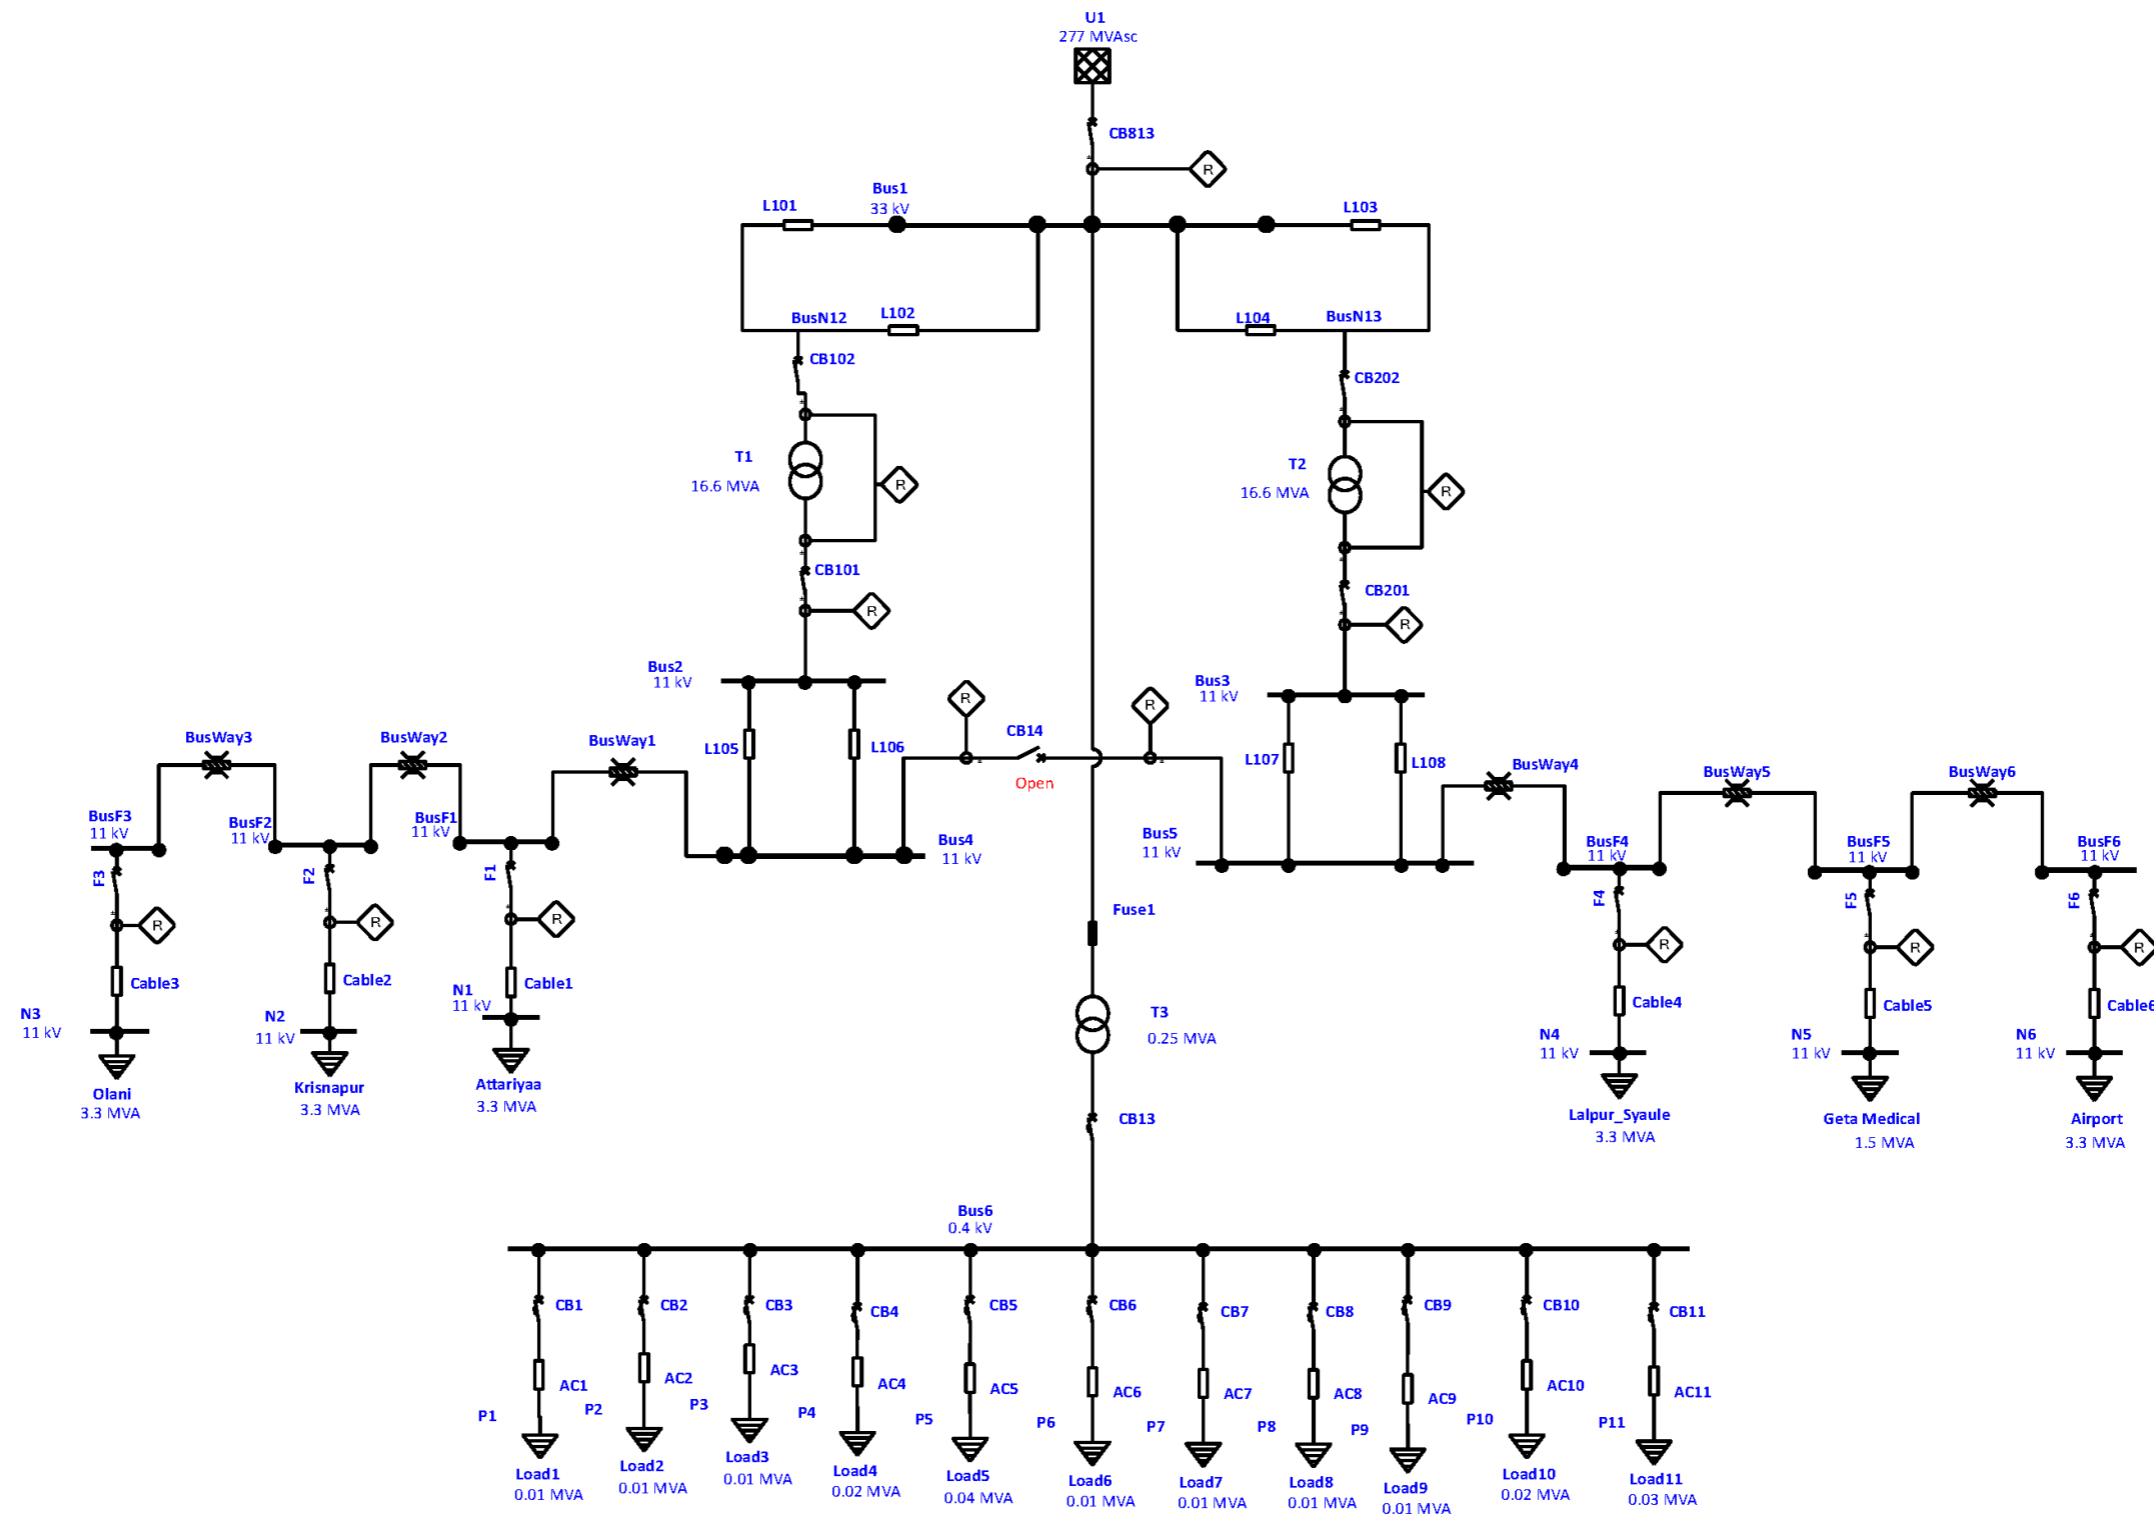 U1
277 MVAsc
CB813
R
Bus1
33 kV
L101
L103
BusN12
L102
L104
BusN13
CB102
CB202
T1
16.6 MVA
R
T2
16.6 MVA
R
CB101
R
CB201
R
Bus2
11 kV
Bus3
11 kV
R
R
CB14
Open
L105
L106
L107
L108
BusWay3
BusWay2
BusWay1
BusWay4
BusWay5
BusWay6
BusF3
11 kV
BusF2
11 kV
BusF1
11 kV
Bus4
11 kV
Bus5
11 kV
BusF4
11 kV
BusF5
11 kV
BusF6
11 kV
F3
F2
F1
F4
F5
F6
R
R
R
R
R
R
Fuse1
Cable3
Cable2
Cable1
Cable4
Cable5
Cable6
N3
11 kV
N2
11 kV
N1
11 kV
N4
11 kV
N5
11 kV
N6
11 kV
T3
0.25 MVA
Olani
3.3 MVA
Krisnapur
3.3 MVA
Attariyaa
3.3 MVA
Lalpur_Syaule
3.3 MVA
Geta Medical
1.5 MVA
Airport
3.3 MVA
CB13
Bus6
0.4 kV
CB1
CB2
CB3
CB4
CB5
CB6
CB7
CB8
CB9
CB10
CB11
AC1
AC2
AC3
AC4
AC5
AC6
AC7
AC8
AC9
AC10
AC11
P1
P2
P3
P4
P5
P6
P7
P8
P9
P10
P11
Load1
0.01 MVA
Load2
0.01 MVA
Load3
0.01 MVA
Load4
0.02 MVA
Load5
0.04 MVA
Load6
0.01 MVA
Load7
0.01 MVA
Load8
0.01 MVA
Load9
0.01 MVA
Load10
0.02 MVA
Load11
0.03 MVA